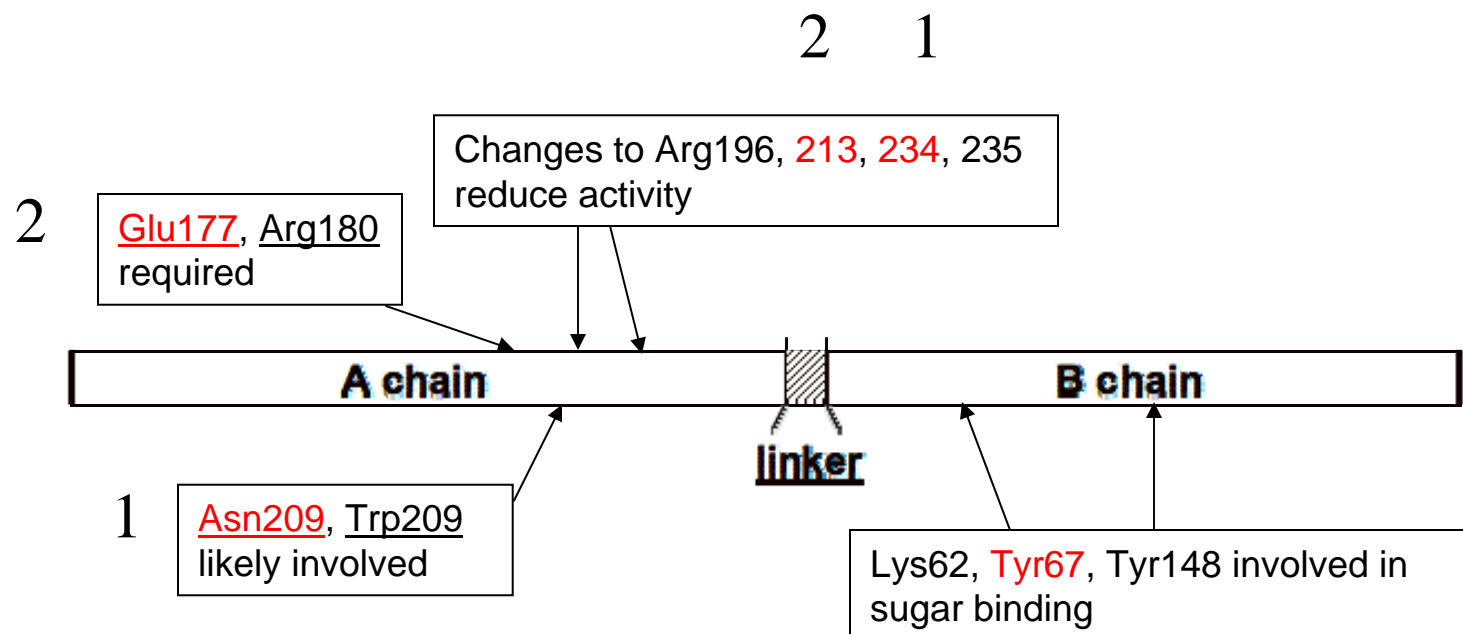 2 1
Changes to Arg196, 213, 234, 235
reduce activity
2
Glu177, Arg180
required
A chain
B chain
linker
1
Asn209, Trp209
likely involved
Lys62, Tyr67, Tyr148 involved in
sugar binding